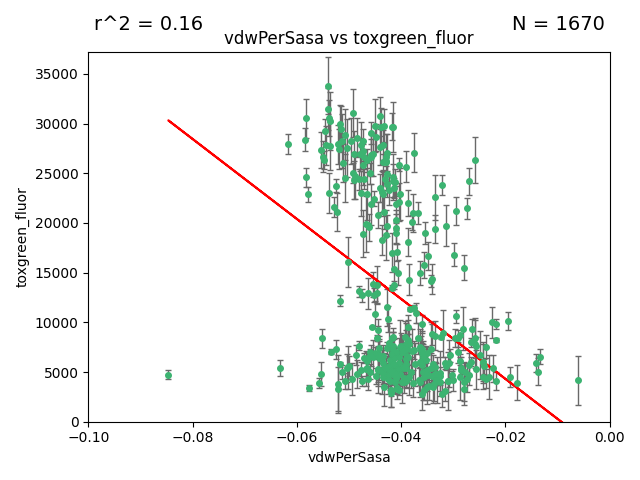 r^2 = 0.16
N = 1670
vdwPerSasa vs toxgreen_fluor
35000
30000
25000
20000
15000
10000
5000
0
toxgreen_fluor
−0.10 −0.08 −0.06 −0.04 −0.02 0.00
vdwPerSasa